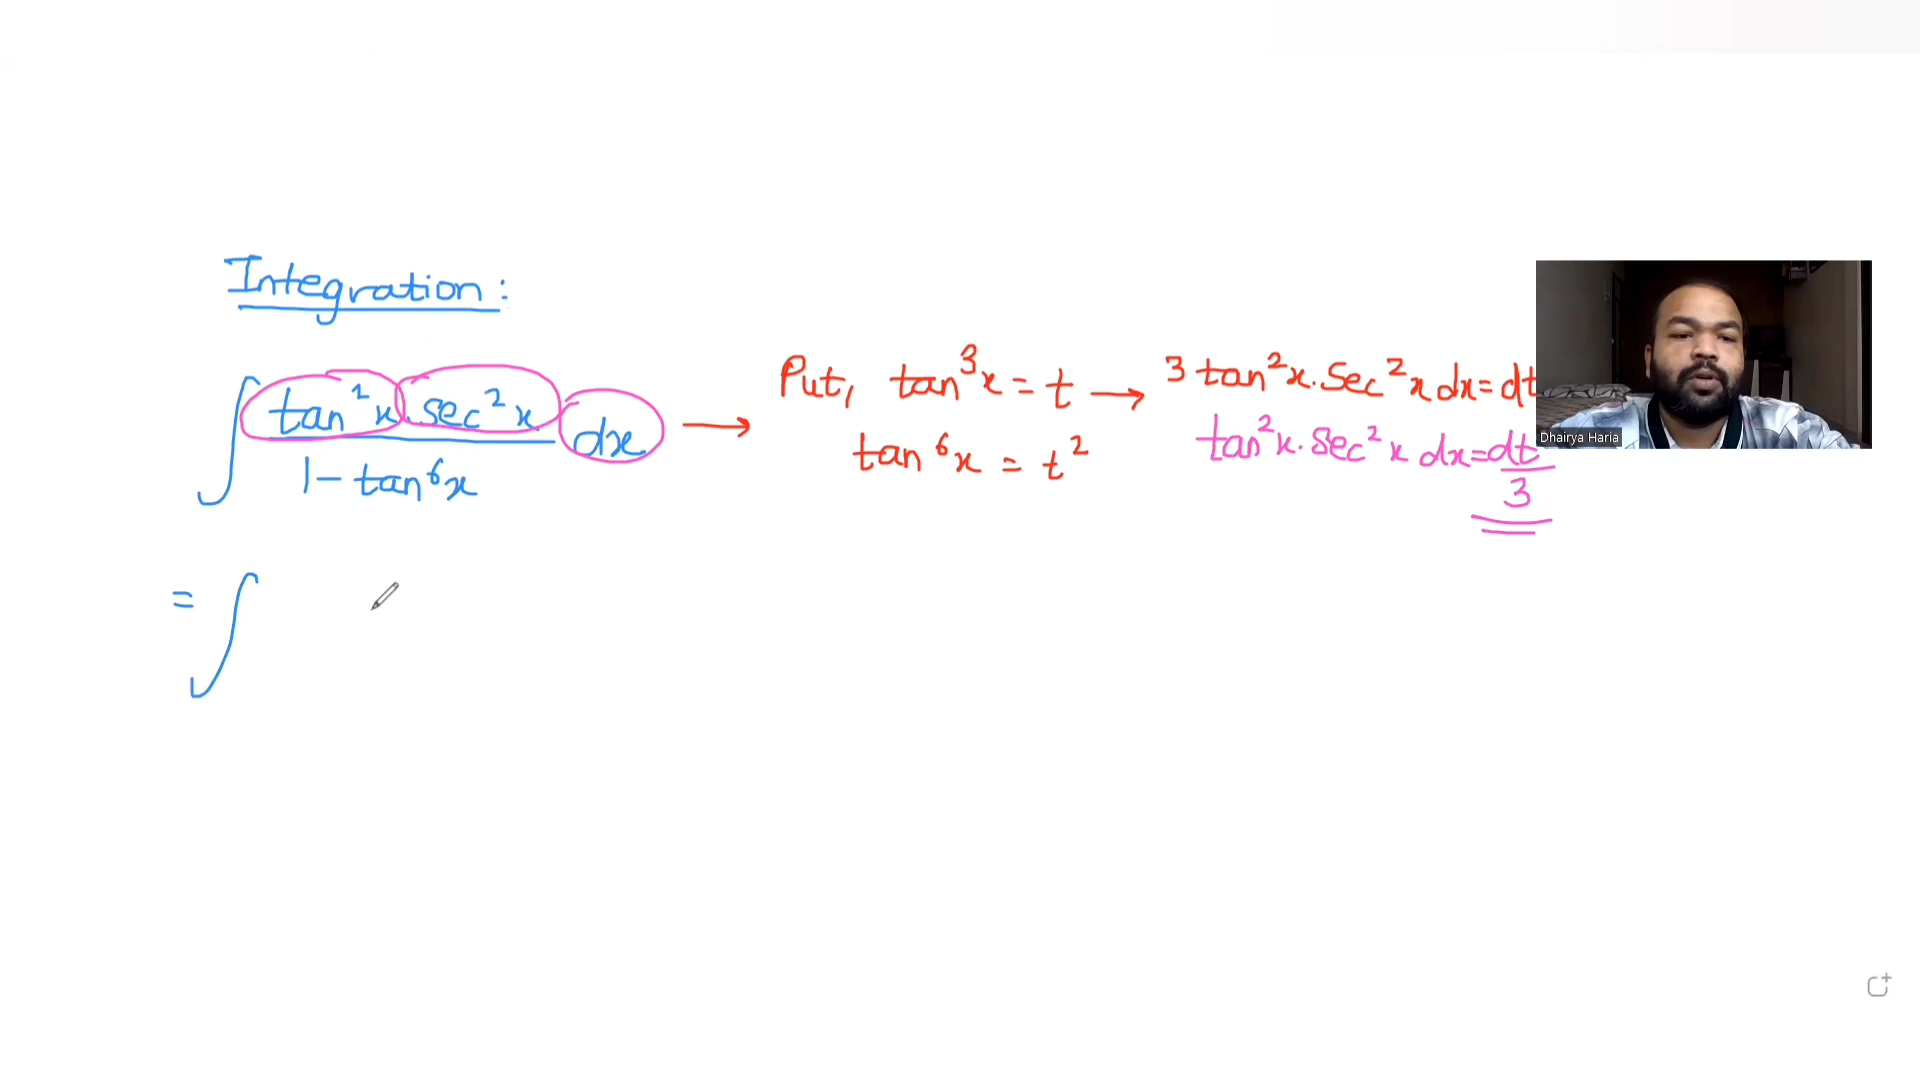 Integration:
∫ tan²x.sec²x dx → Put, tan³x = t → 3 tan²x.Sec²x dx = dt
1 - tan⁶x
tan⁶x = t²
tan²x.Sec²x dx = dt
3
= ∫
Dhairya Haria